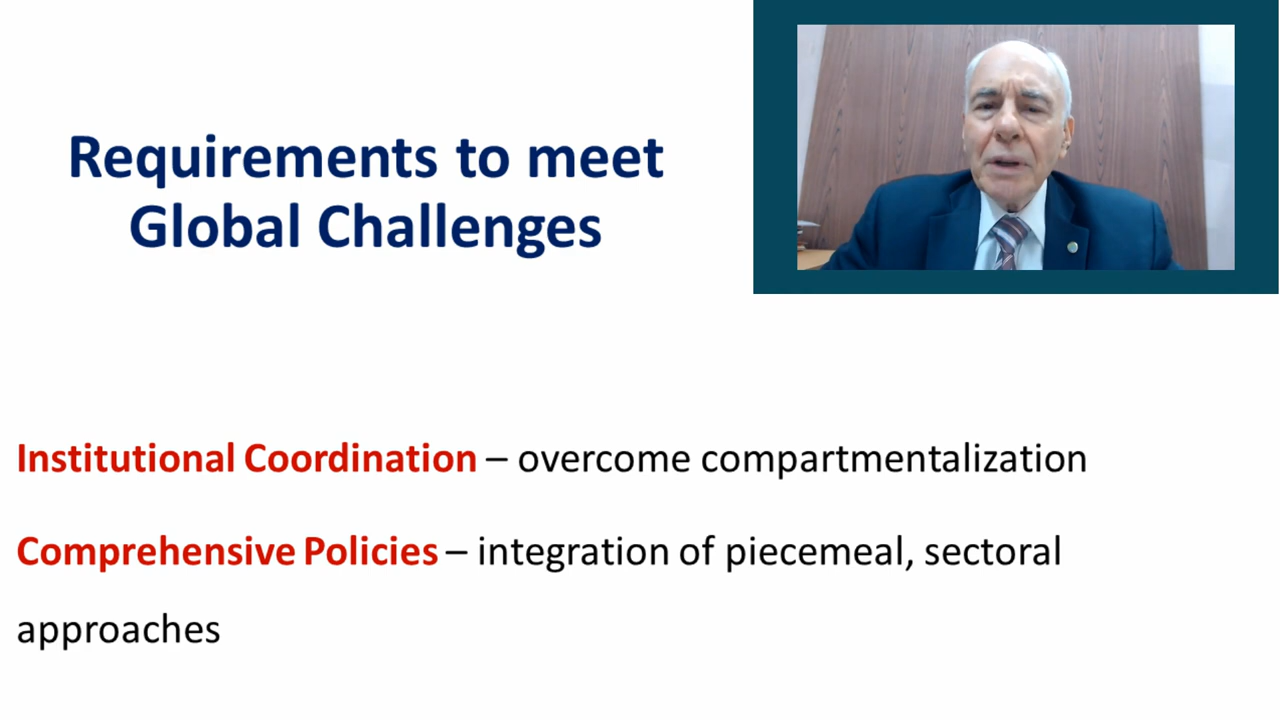 Requirements to meet
Global Challenges
Institutional Coordination – overcome compartmentalization
Comprehensive Policies – integration of piecemeal, sectoral
approaches